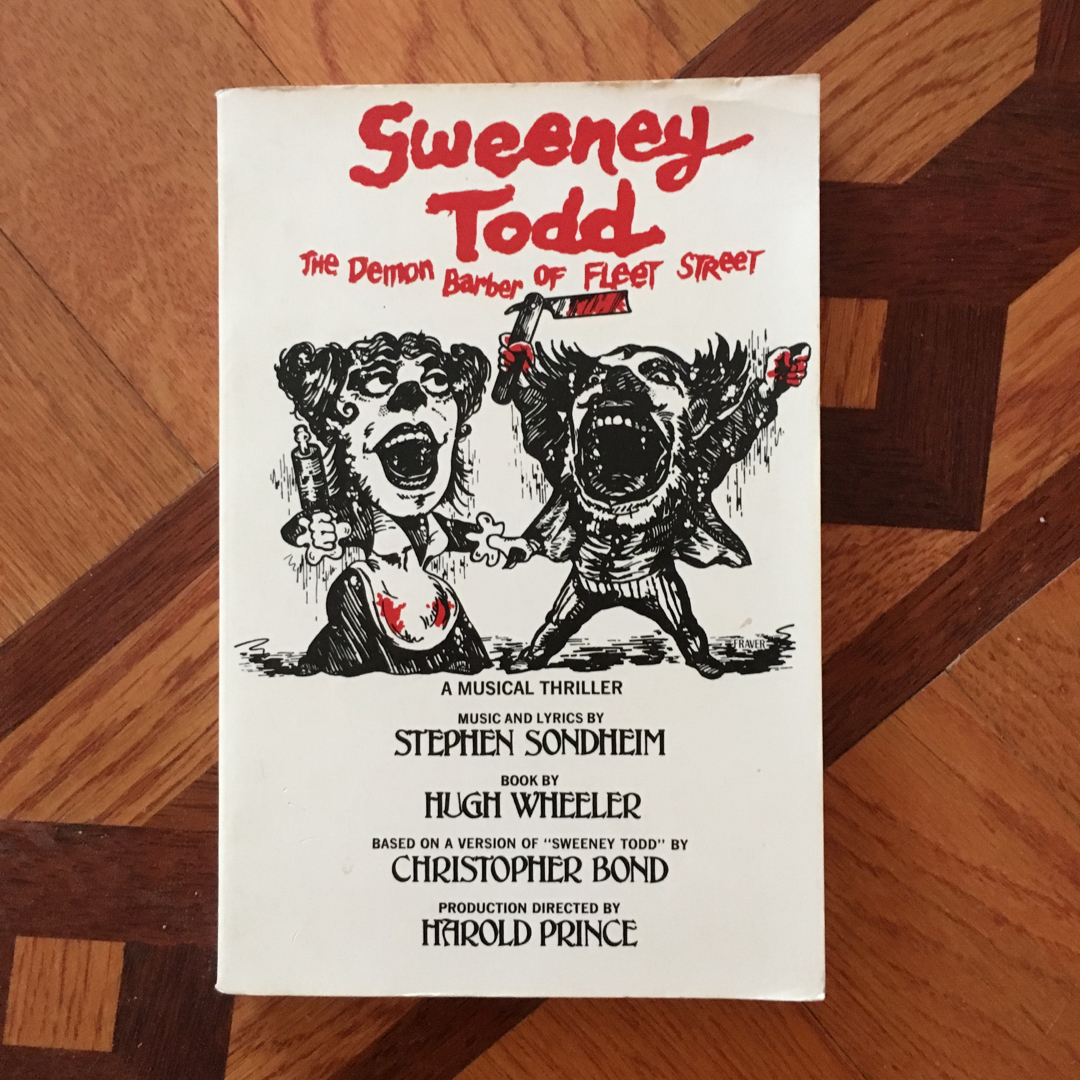 Sweeney
Todd
The Demon Barber OF FLEET STREET
FRAVER
A MUSICAL THRILLER
MUSIC AND LYRICS BY
STEPHEN SONDHEIM
BOOK BY
HUGH WHEELER
BASED ON A VERSION OF "SWEENEY TODD" BY
CHRISTOPHER BOND
PRODUCTION DIRECTED BY
HAROLD PRINCE